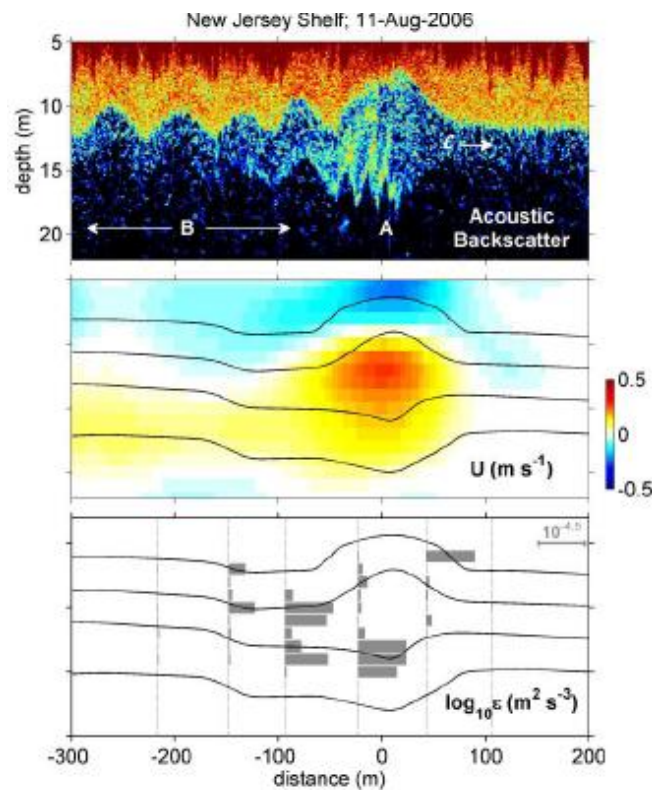 New Jersey Shelf; 11-Aug-2006
5
10
15
20
depth (m)
c
B
A
Acoustic
Backscatter
0.5
0
-0.5
U (m s⁻¹)
10⁻⁴·⁵
log₁₀ε (m² s⁻³)
-300 -200 -100 0 100 200
distance (m)